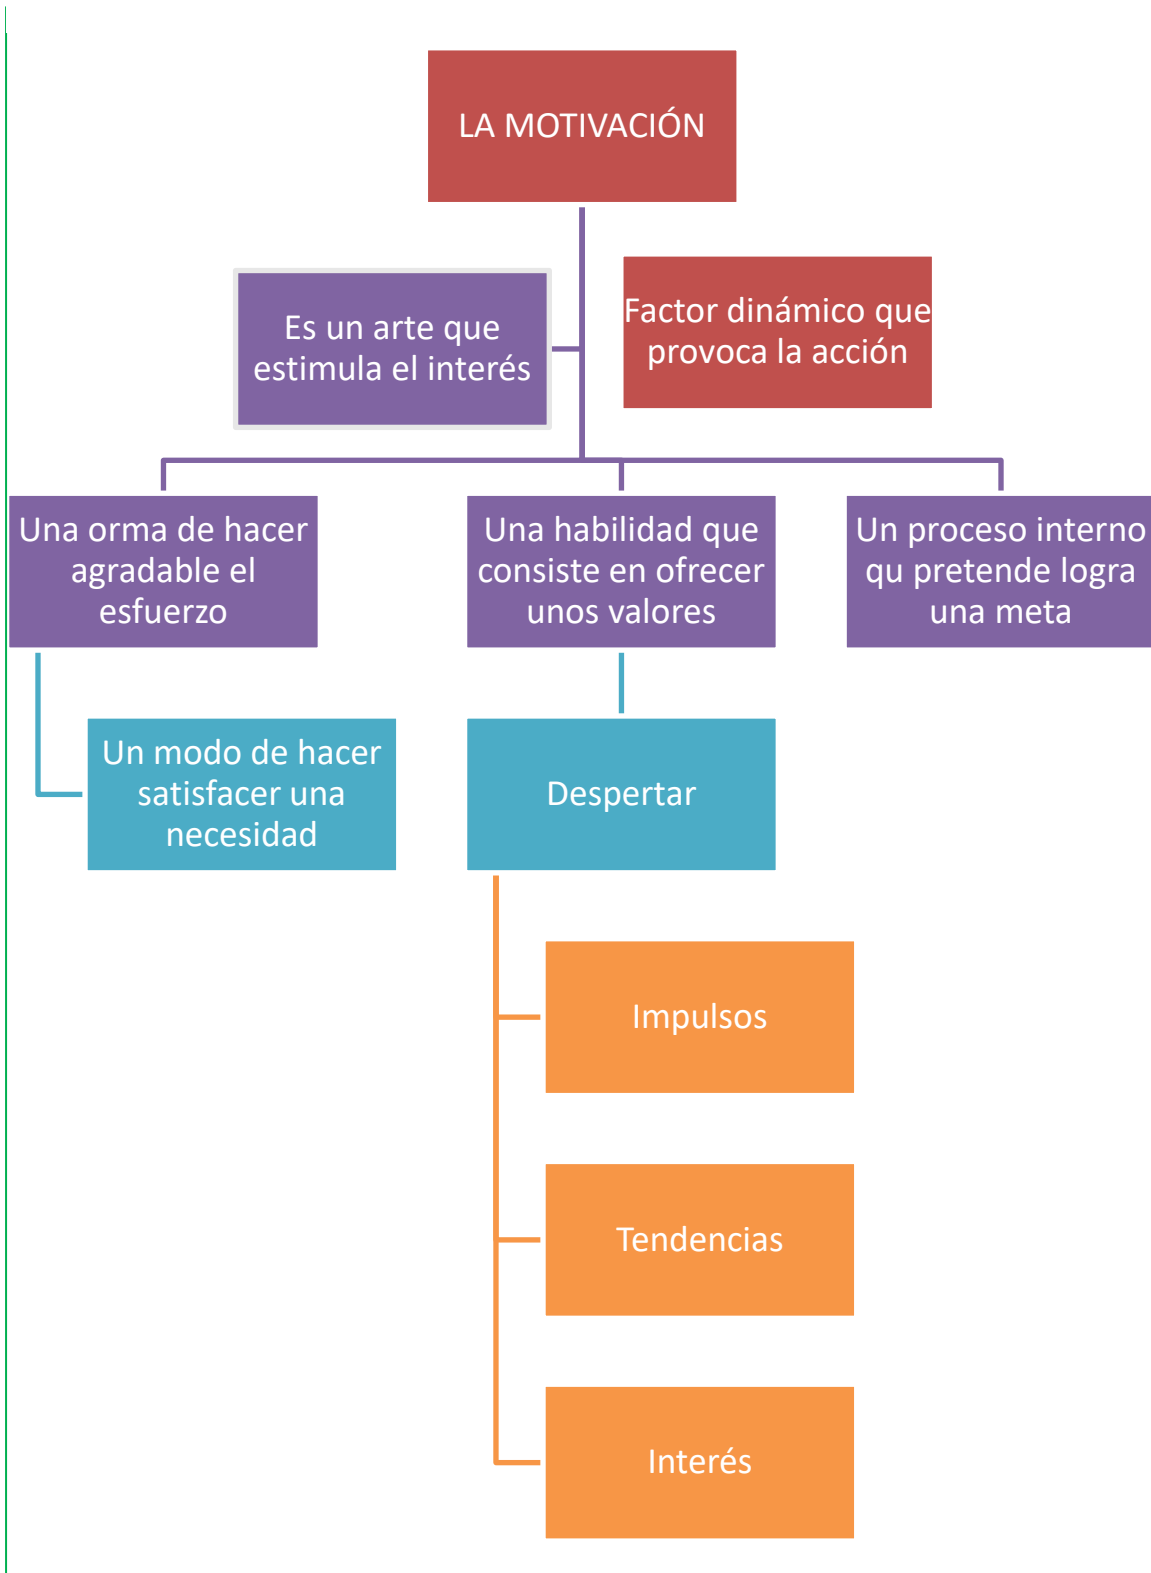 LA MOTIVACIÓN
Es un arte que
estimula el interés
Factor dinámico que
provoca la acción
Una orma de hacer
agradable el
esfuerzo
Una habilidad que
consiste en ofrecer
unos valores
Un proceso interno
qu pretende logra
una meta
Un modo de hacer
satisfacer una
necesidad
Despertar
Impulsos
Tendencias
Interés